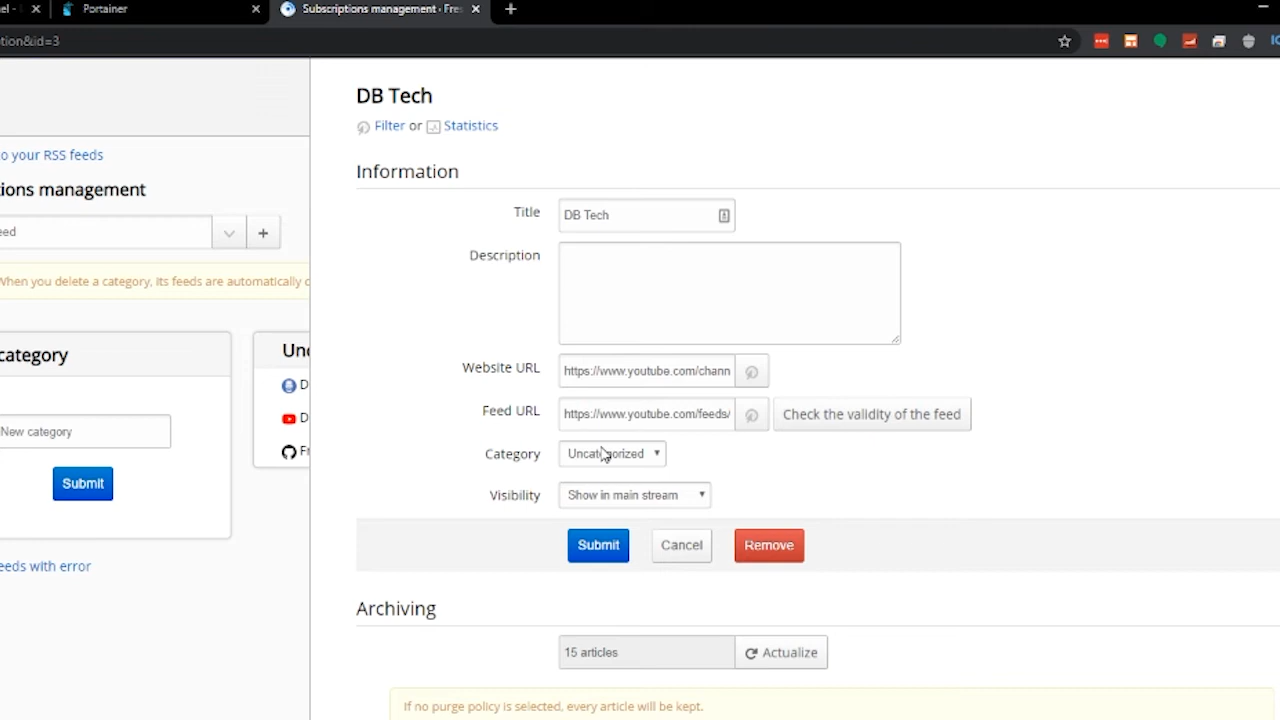 Portainer
Subscriptions management · Fre
tion&id=3
to your RSS feeds
tions management
eed
When you delete a category, its feeds are automatically
category
New category
Submit
Und
eeds with error
DB Tech
Filter or Statistics
Information
Title DB Tech
Description
Website URL https://www.youtube.com/chann
Feed URL https://www.youtube.com/feeds/ Check the validity of the feed
Category Uncategorized
Visibility Show in main stream
Submit Cancel Remove
Archiving
15 articles Actualize
If no purge policy is selected, every article will be kept.